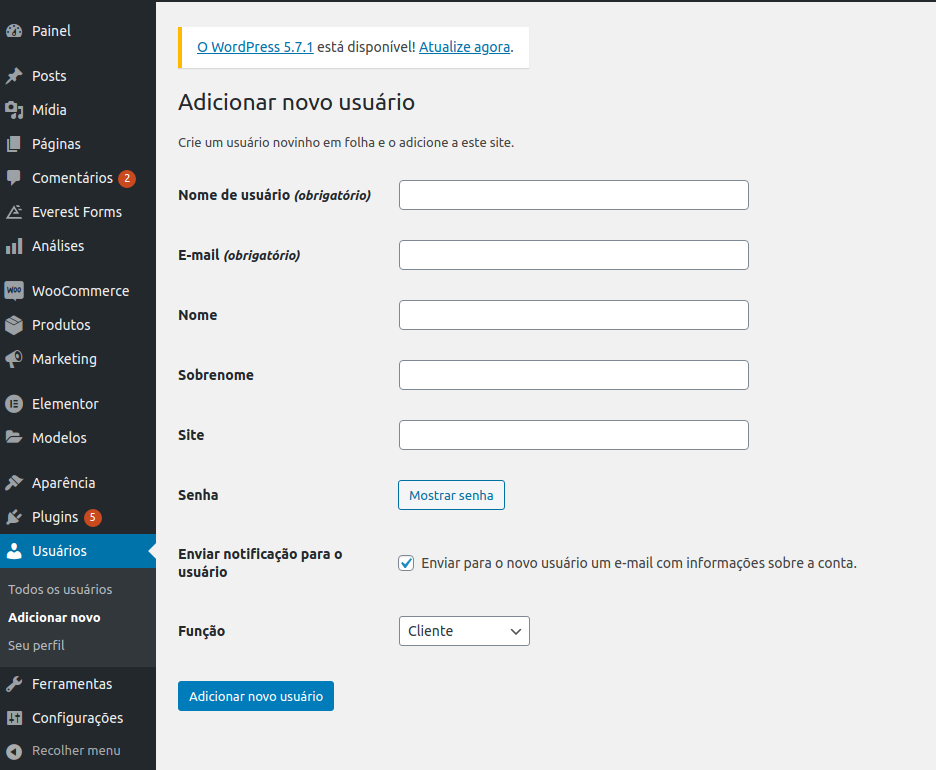 Painel
Posts
Mídia
Páginas
Comentários 2
Everest Forms
Análises
WOO WooCommerce
Produtos
Marketing
Elementor
Modelos
Aparência
Plugins 5
Usuários
Todos os usuários
Adicionar novo
Seu perfil
Ferramentas
Configurações
Recolher menu
O WordPress 5.7.1 está disponível! Atualize agora.
Adicionar novo usuário
Crie um usuário novinho em folha e o adicione a este site.
Nome de usuário (obrigatório)
E-mail (obrigatório)
Nome
Sobrenome
Site
Senha
Mostrar senha
Enviar notificação para o
usuário
Enviar para o novo usuário um e-mail com informações sobre a conta.
Função
Cliente
Adicionar novo usuário